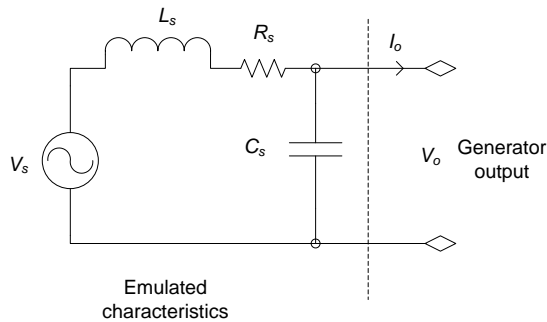 Ls
Rs
Io
Cs
Vs
Vo
Generator
output
Emulated
characteristics